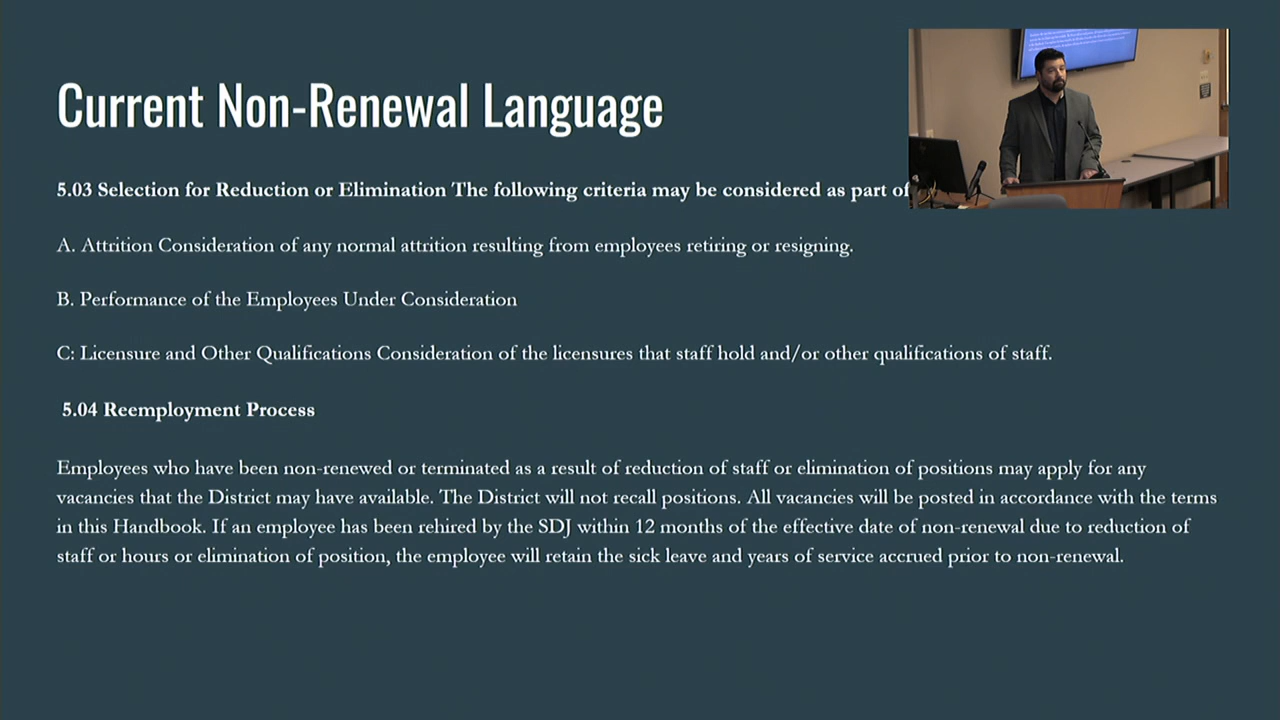 Current Non-Renewal Language
5.03 Selection for Reduction or Elimination The following criteria may be considered as part of
A. Attrition Consideration of any normal attrition resulting from employees retiring or resigning.
B. Performance of the Employees Under Consideration
C: Licensure and Other Qualifications Consideration of the licensures that staff hold and/or other qualifications of staff.
5.04 Reemployment Process
Employees who have been non-renewed or terminated as a result of reduction of staff or elimination of positions may apply for any
vacancies that the District may have available. The District will not recall positions. All vacancies will be posted in accordance with the terms
in this Handbook. If an employee has been rehired by the SDJ within 12 months of the effective date of non-renewal due to reduction of
staff or hours or elimination of position, the employee will retain the sick leave and years of service accrued prior to non-renewal.